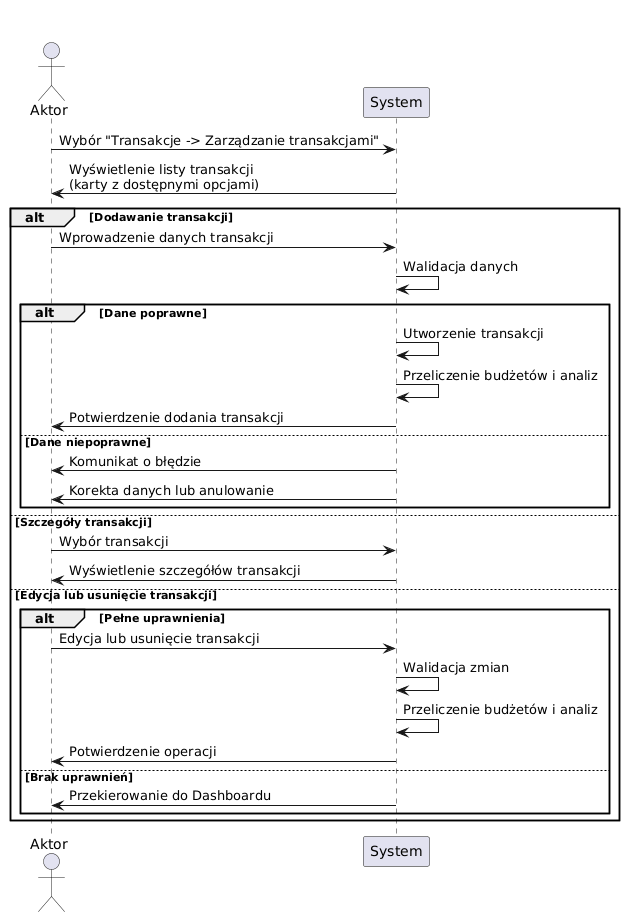 Aktor
System
Wybór "Transakcje -> Zarządzanie transakcjami"
Wyświetlenie listy transakcji
(karty z dostępnymi opcjami)
alt [Dodawanie transakcji]
Wprowadzenie danych transakcji
Walidacja danych
alt [Dane poprawne]
Utworzenie transakcji
Przeliczenie budżetów i analiz
Potwierdzenie dodania transakcji
[Dane niepoprawne]
Komunikat o błędzie
Korekta danych lub anulowanie
[Szczegóły transakcji]
Wybór transakcji
Wyświetlenie szczegółów transakcji
[Edycja lub usunięcie transakcji]
alt [Pełne uprawnienia]
Edycja lub usunięcie transakcji
Walidacja zmian
Przeliczenie budżetów i analiz
Potwierdzenie operacji
[Brak uprawnień]
Przekierowanie do Dashboardu
Aktor
System